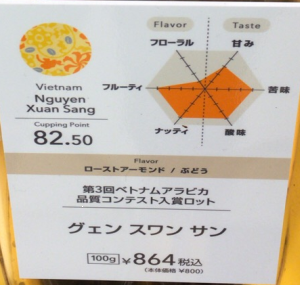 Flavor
Taste
フローラル
甘み
フルーティ
苦味
ナッティ
酸味
Vietnam
Nguyen
Xuan Sang
Cupping Point
82.50
Flavor
ローストアーモンド / ぶどう
第3回ベトナムアラビカ
品質コンテスト入賞ロット
グェン スワン サン
100g ¥864税込
(本体価格 ¥800)